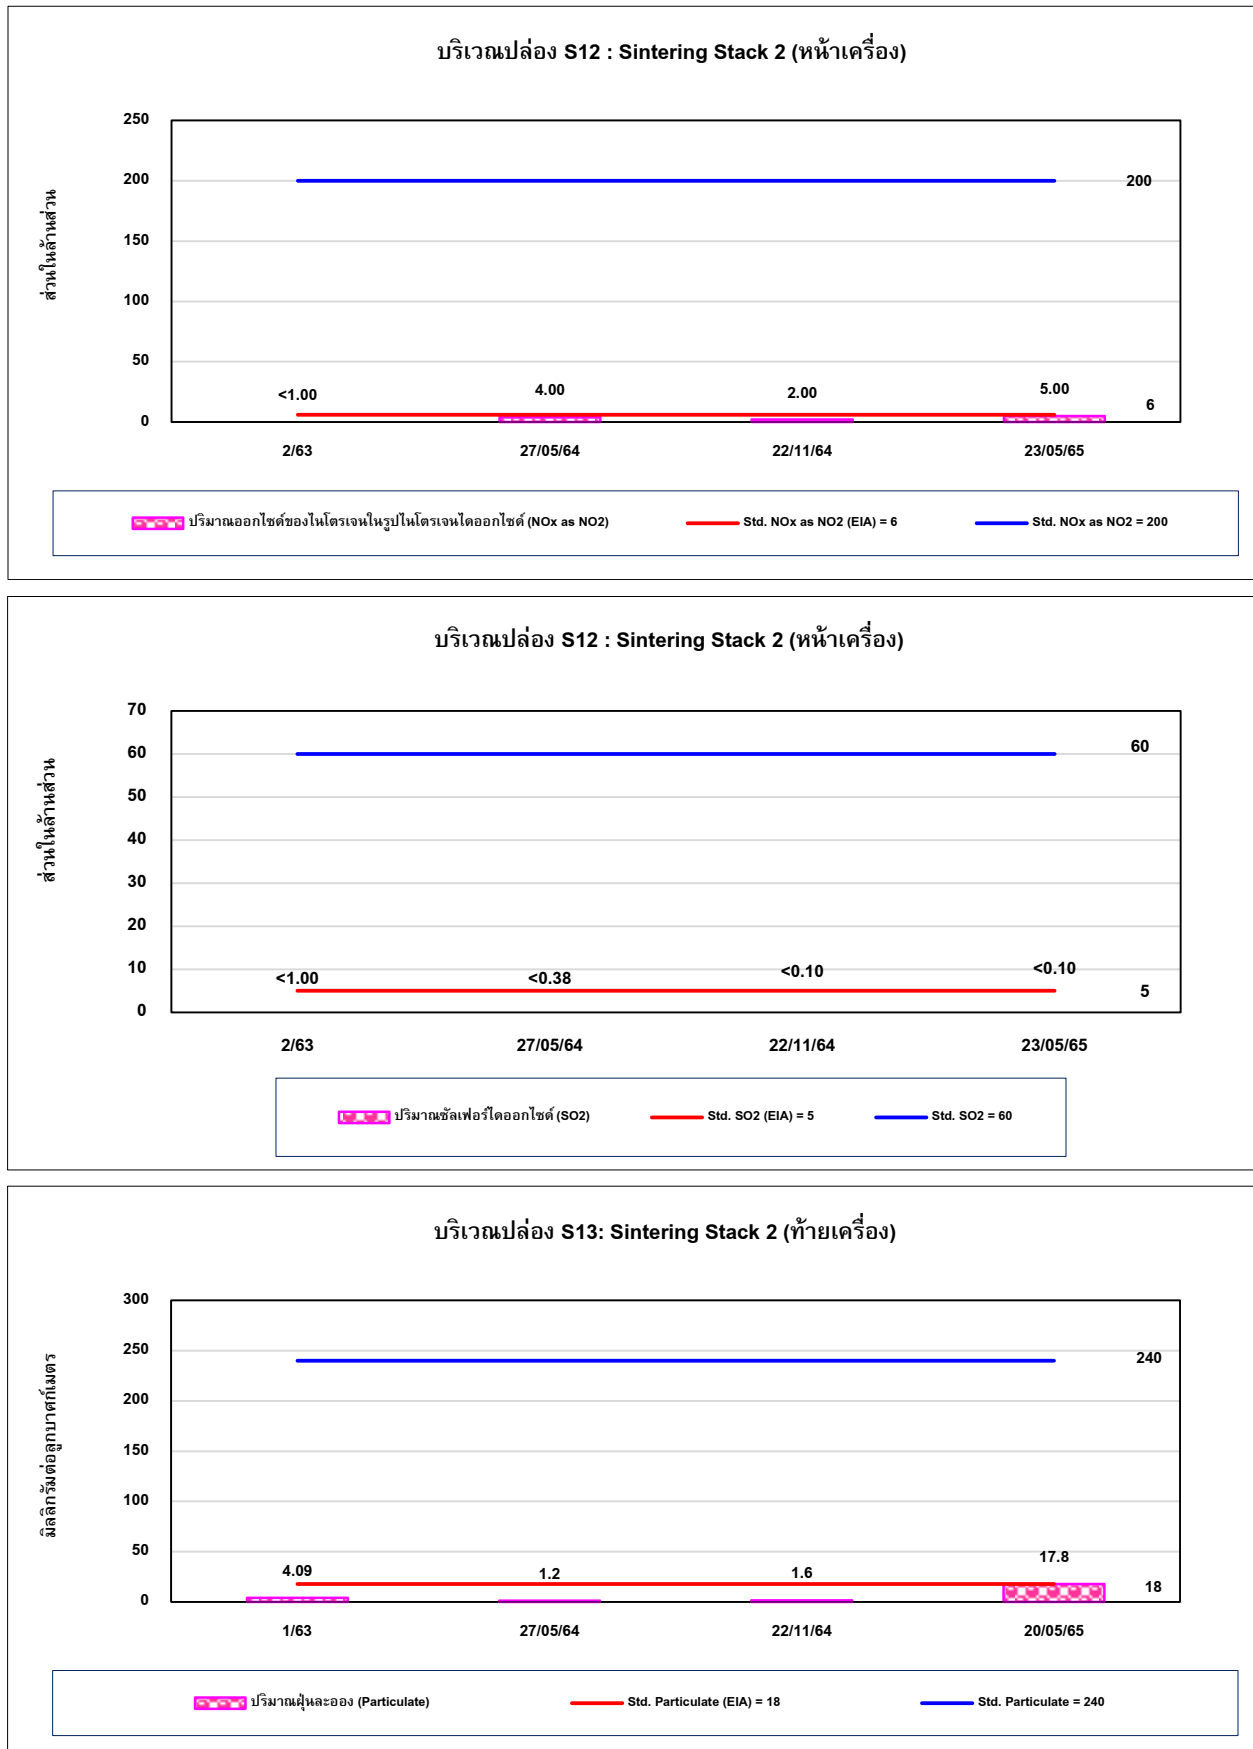 บริเวณปล่อง S12 : Sintering Stack 2 (หน้าเครื่อง)
ส่วนในล้านส่วน
250
200
200
150
100
50
<1.00 4.00 2.00 5.00
6
0
2/63 27/05/64 22/11/64 23/05/65
ปริมาณออกไซด์ของไนโตรเจนในรูปไนโตรเจนไดออกไซด์ (NOx as NO2) Std. NOx as NO2 (EIA) = 6 Std. NOx as NO2 = 200
บริเวณปล่อง S12 : Sintering Stack 2 (หน้าเครื่อง)
ส่วนในล้านส่วน
70
60
60
50
40
30
20
10
<1.00 <0.38 <0.10 <0.10
5
0
2/63 27/05/64 22/11/64 23/05/65
ปริมาณซัลเฟอร์ไดออกไซด์ (SO2) Std. SO2 (EIA) = 5 Std. SO2 = 60
บริเวณปล่อง S13: Sintering Stack 2 (ท้ายเครื่อง)
มิลลิกรัมต่อลูกบาศก์เมตร
300
250
240
200
150
100
50
4.09 1.2 1.6 17.8
18
0
1/63 27/05/64 22/11/64 20/05/65
ปริมาณฝุ่นละออง (Particulate) Std. Particulate (EIA) = 18 Std. Particulate = 240